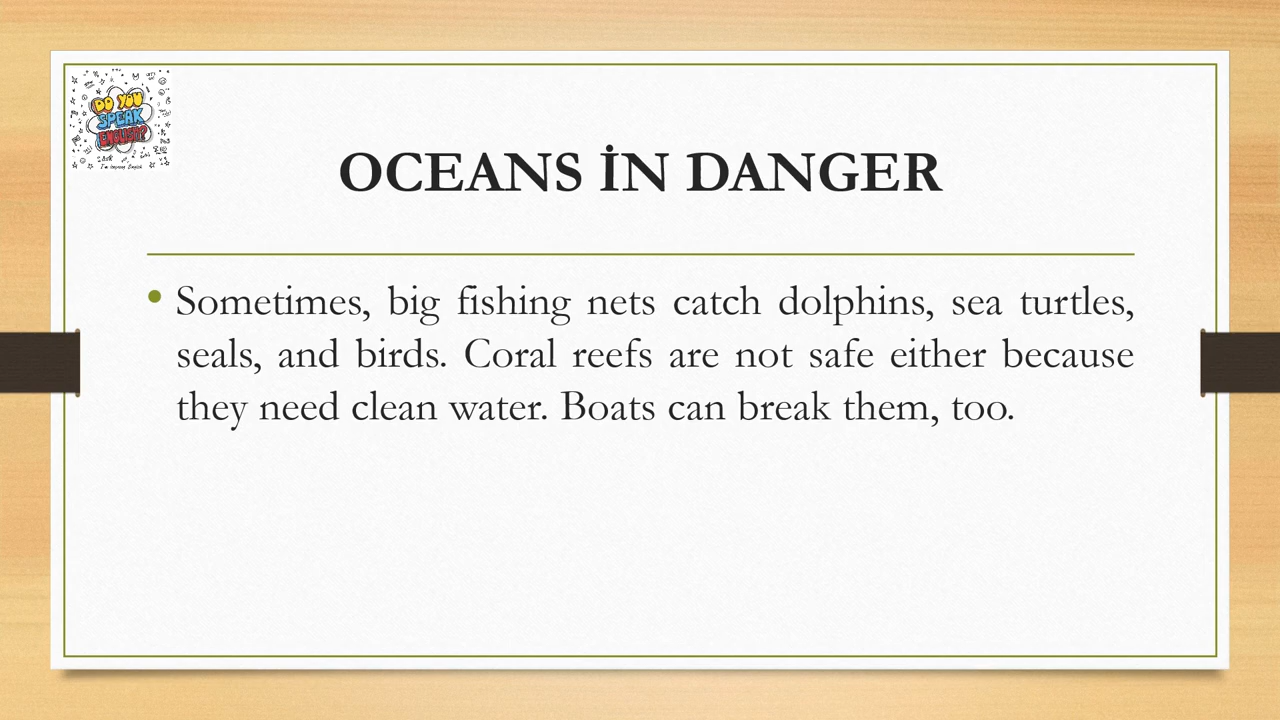 DO YOU
SPEAK
ENGLISH?
OCEANS İN DANGER
• Sometimes, big fishing nets catch dolphins, sea turtles,
seals, and birds. Coral reefs are not safe either because
they need clean water. Boats can break them, too.